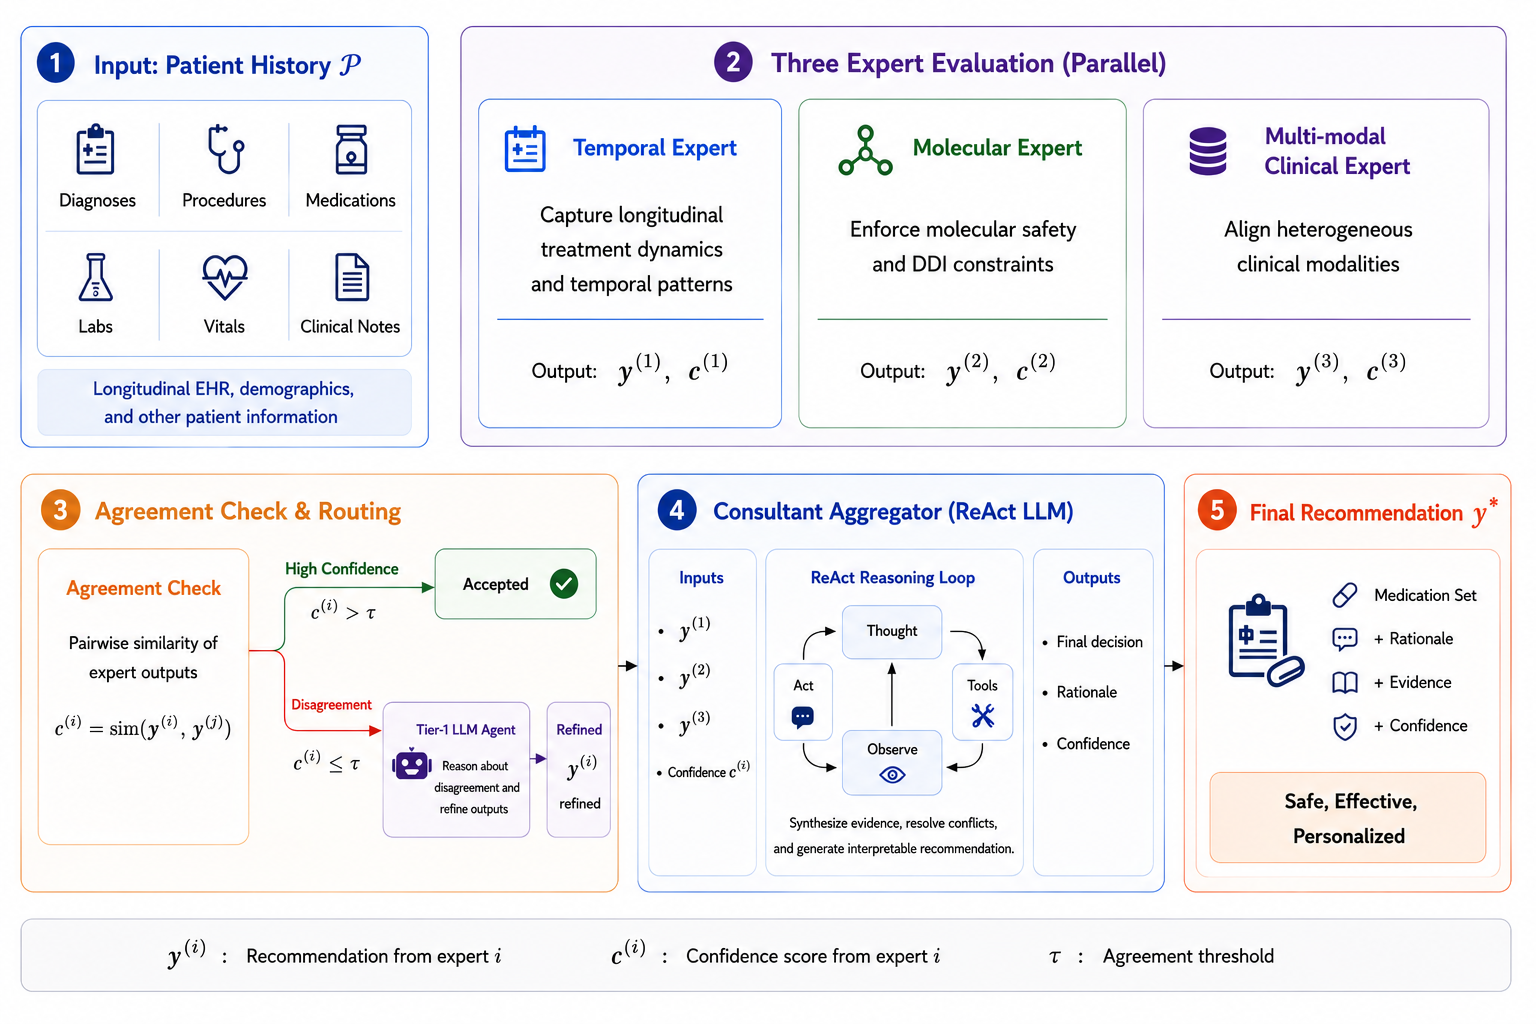 1 Input: Patient History 𝒫
Diagnoses
Procedures
Medications
Labs
Vitals
Clinical Notes
Longitudinal EHR, demographics,
and other patient information
2 Three Expert Evaluation (Parallel)
Temporal Expert
Capture longitudinal
treatment dynamics
and temporal patterns
Output: y^(1), c^(1)
Molecular Expert
Enforce molecular safety
and DDI constraints
Output: y^(2), c^(2)
Multi-modal
Clinical Expert
Align heterogeneous
clinical modalities
Output: y^(3), c^(3)
3 Agreement Check & Routing
Agreement Check
Pairwise similarity of
expert outputs
c^(i) = sim(y^(i), y^(j))
High Confidence
c^(i) > τ
Accepted
Disagreement
c^(i) ≤ τ
Tier-1 LLM Agent
Reason about
disagreement and
refine outputs
Refined
y^(i)
refined
4 Consultant Aggregator (ReAct LLM)
Inputs
• y^(1)
• y^(2)
• y^(3)
• Confidence c^(i)
ReAct Reasoning Loop
Thought
Act
Tools
Observe
Synthesize evidence, resolve conflicts,
and generate interpretable recommendation.
Outputs
• Final decision
• Rationale
• Confidence
5 Final Recommendation y*
Medication Set
+ Rationale
+ Evidence
+ Confidence
Safe, Effective,
Personalized
y^(i) : Recommendation from expert i
c^(i) : Confidence score from expert i
τ : Agreement threshold